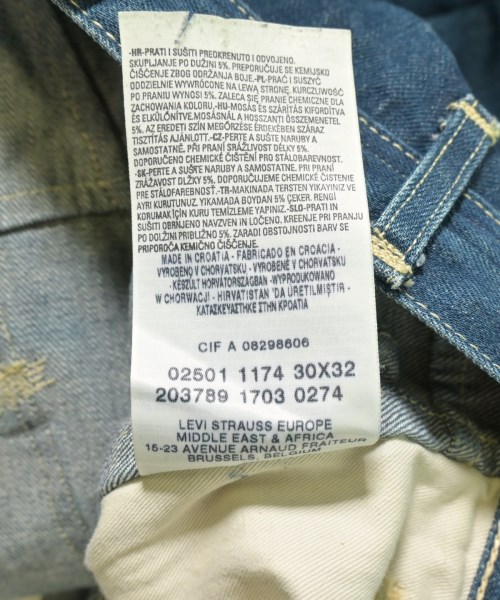 -HR-PRATI I SUŠITI PREOKRENUTO I ODVOJENO.
SKUPLJANJE PO DUŽINI 5%. PREPORUČUJE SE KEMIJSKO
ČIŠĆENJE ZBOG ODRŽANJA BOJE.-PL-PRAĆ I SUSZYĆ
ODDZIELNIE WYWRÓCONE NA LEWĄ STRONĘ. KURCZLIWOŚĆ
PO PRANIU WYNOSI 5%. ZALECA SIĘ PRANIE CHEMICZNE DLA
ZACHOWANIA KOLORU.-HU-MOSÁS ÉS SZÁRÍTÁS KIFORDÍTVA
ÉS ELKÜLÖNÍTVE.MOSÁSNÁL A HOSSZANTI ÖSSZEMENETEL
5%. AZ EREDETI SZÍN MEGŐRZÉSE ÉRDEKÉBEN SZÁRAZ
TISZTÍTÁS AJÁNLOTT.-CZ-PERTE A SUŠTE NARUBY A
SAMOSTATNĚ, PŘI PRANÍ SRÁŽLIVOST DÉLKY 5%.
DOPORUČENO CHEMICKÉ ČIŠTĚNÍ PRO STÁLOBAREVNOST.
-SK-PERTE A SUŠTE NARUBY A SAMOSTATNE, PRI PRANÍ
ZRÁŽAVOST DĹŽKY 5%, DOPORUČUJEME CHEMICKÉ ČISTENIE
PRE STÁLOFAREBNOSŤ.-TR-MAKINADA TERSTEN YIKAYINIZ VE
AYRI KURUTUNUZ. YIKAMADA BOYDAN 5% ÇEKER. RENGİ
KORUMAK İÇİN KURU TEMİZLEME YAPINIZ.-SLO-PRATI IN
SUŠITI OBRNJENO NAVZVEN IN LOČENO. KRENJE PRI PRANJU
PO DOLŽINI PRIBLIŽNO 5%. ZARADI OBSTOJNOSTI BARV SE
PRIPOROČA KEMIČNO ČIŠČENJE.
MADE IN CROATIA - FABRICADO EN CROACIA -
VYROBENO V CHORVATSKU - VYROBENÉ V CHORVÁTSKU
-KÉSZÜLT HORVÁTORSZÁGBAN-WYPRODUKOWANO
W CHORWACJI - HIRVATİSTAN 'DA ÜRETİLMİŞTİR -
ΚΑΤΑΣΚΕΥΑΣΤΗΚΕ ΣΤΗΝ ΚΡΟΑΤΙΑ
CIF A 08298606
02501 1174 30X32
203789 1703 0274
LEVI STRAUSS EUROPE
MIDDLE EAST & AFRICA
15-23 AVENUE ARNAUD FRAITEUR
BRUSSELS, BELGIUM